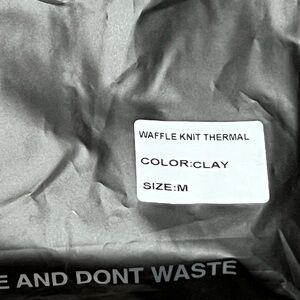 WAFFLE KNIT THERMAL
COLOR:CLAY
SIZE:M
E AND DONT WASTE